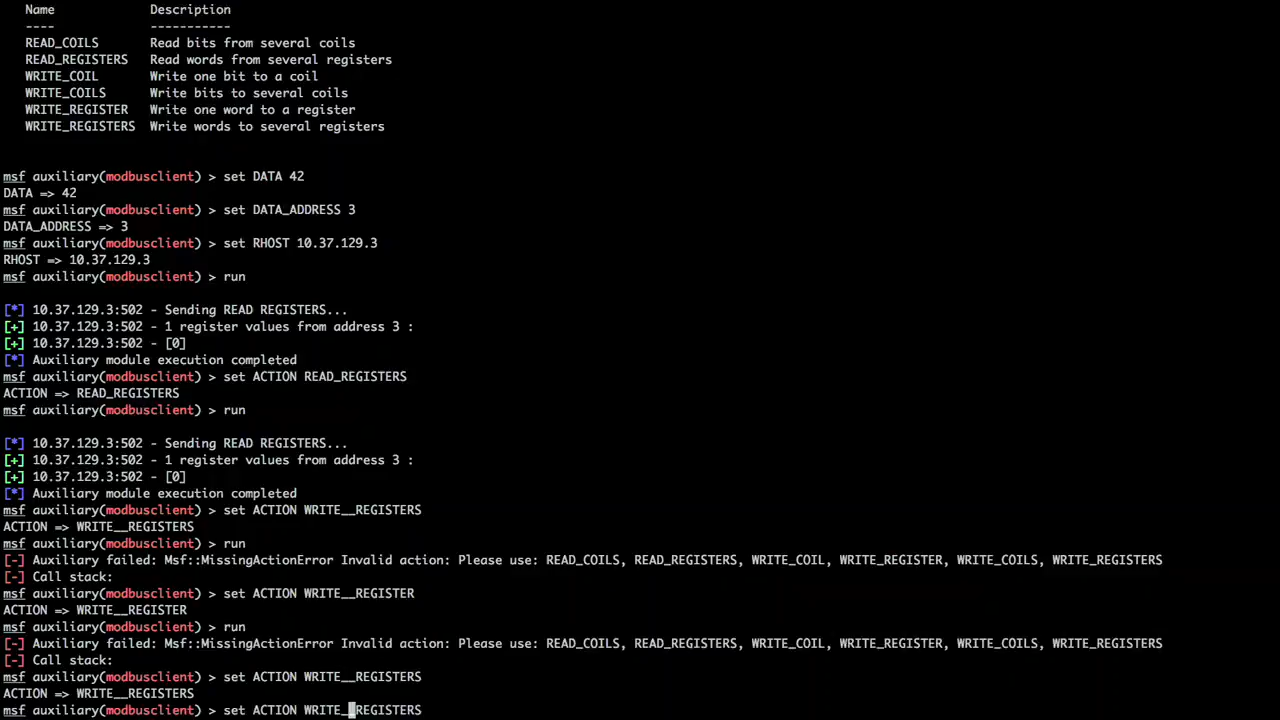 Name Description
---- -----------
READ_COILS Read bits from several coils
READ_REGISTERS Read words from several registers
WRITE_COIL Write one bit to a coil
WRITE_COILS Write bits to several coils
WRITE_REGISTER Write one word to a register
WRITE_REGISTERS Write words to several registers
msf auxiliary(modbusclient) > set DATA 42
DATA => 42
msf auxiliary(modbusclient) > set DATA_ADDRESS 3
DATA_ADDRESS => 3
msf auxiliary(modbusclient) > set RHOST 10.37.129.3
RHOST => 10.37.129.3
msf auxiliary(modbusclient) > run
[*] 10.37.129.3:502 - Sending READ REGISTERS...
[+] 10.37.129.3:502 - 1 register values from address 3 :
[+] 10.37.129.3:502 - [0]
[*] Auxiliary module execution completed
msf auxiliary(modbusclient) > set ACTION READ_REGISTERS
ACTION => READ_REGISTERS
msf auxiliary(modbusclient) > run
[*] 10.37.129.3:502 - Sending READ REGISTERS...
[+] 10.37.129.3:502 - 1 register values from address 3 :
[+] 10.37.129.3:502 - [0]
[*] Auxiliary module execution completed
msf auxiliary(modbusclient) > set ACTION WRITE__REGISTERS
ACTION => WRITE__REGISTERS
msf auxiliary(modbusclient) > run
[-] Auxiliary failed: Msf::MissingActionError Invalid action: Please use: READ_COILS, READ_REGISTERS, WRITE_COIL, WRITE_REGISTER, WRITE_COILS, WRITE_REGISTERS
[-] Call stack:
msf auxiliary(modbusclient) > set ACTION WRITE__REGISTER
ACTION => WRITE__REGISTER
msf auxiliary(modbusclient) > run
[-] Auxiliary failed: Msf::MissingActionError Invalid action: Please use: READ_COILS, READ_REGISTERS, WRITE_COIL, WRITE_REGISTER, WRITE_COILS, WRITE_REGISTERS
[-] Call stack:
msf auxiliary(modbusclient) > set ACTION WRITE__REGISTERS
ACTION => WRITE__REGISTERS
msf auxiliary(modbusclient) > set ACTION WRITE__REGISTERS